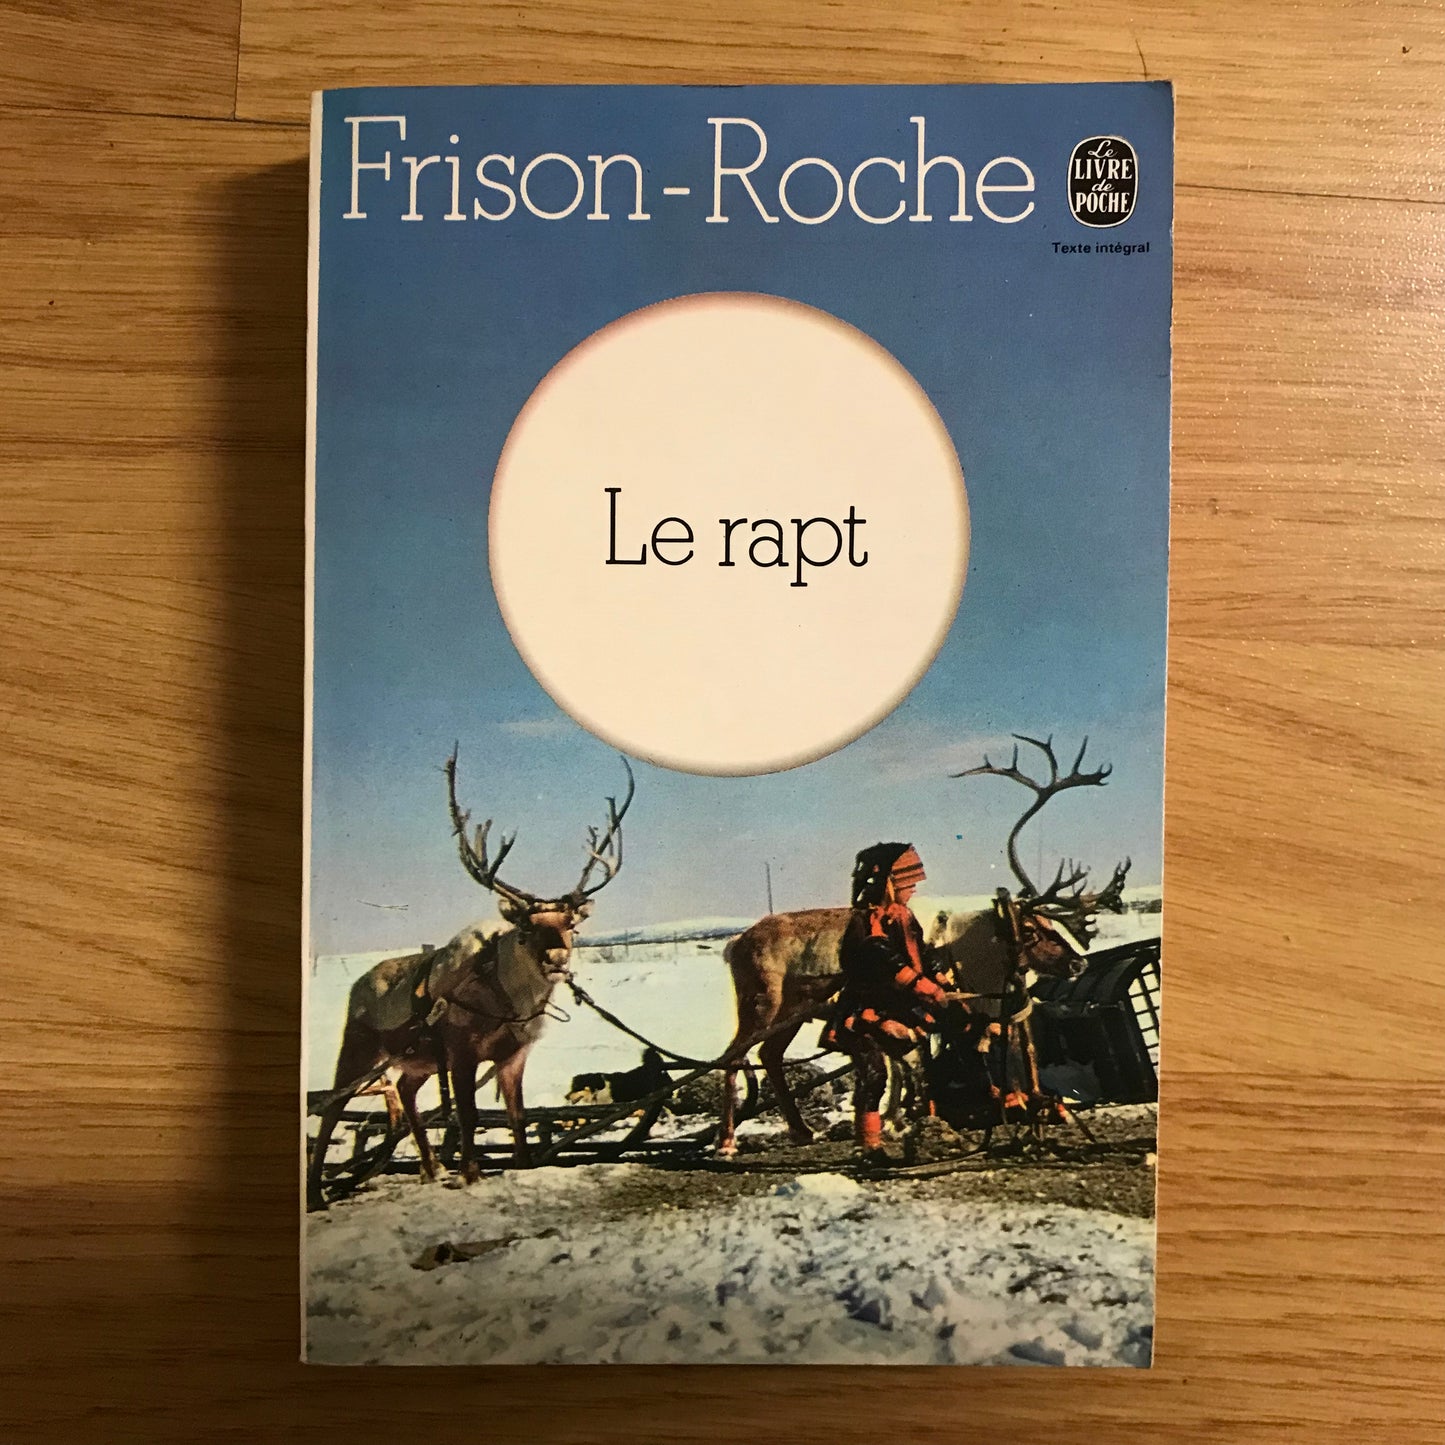 Frison-Roche
Le
LIVRE
de
POCHE
Texte intégral
Le rapt